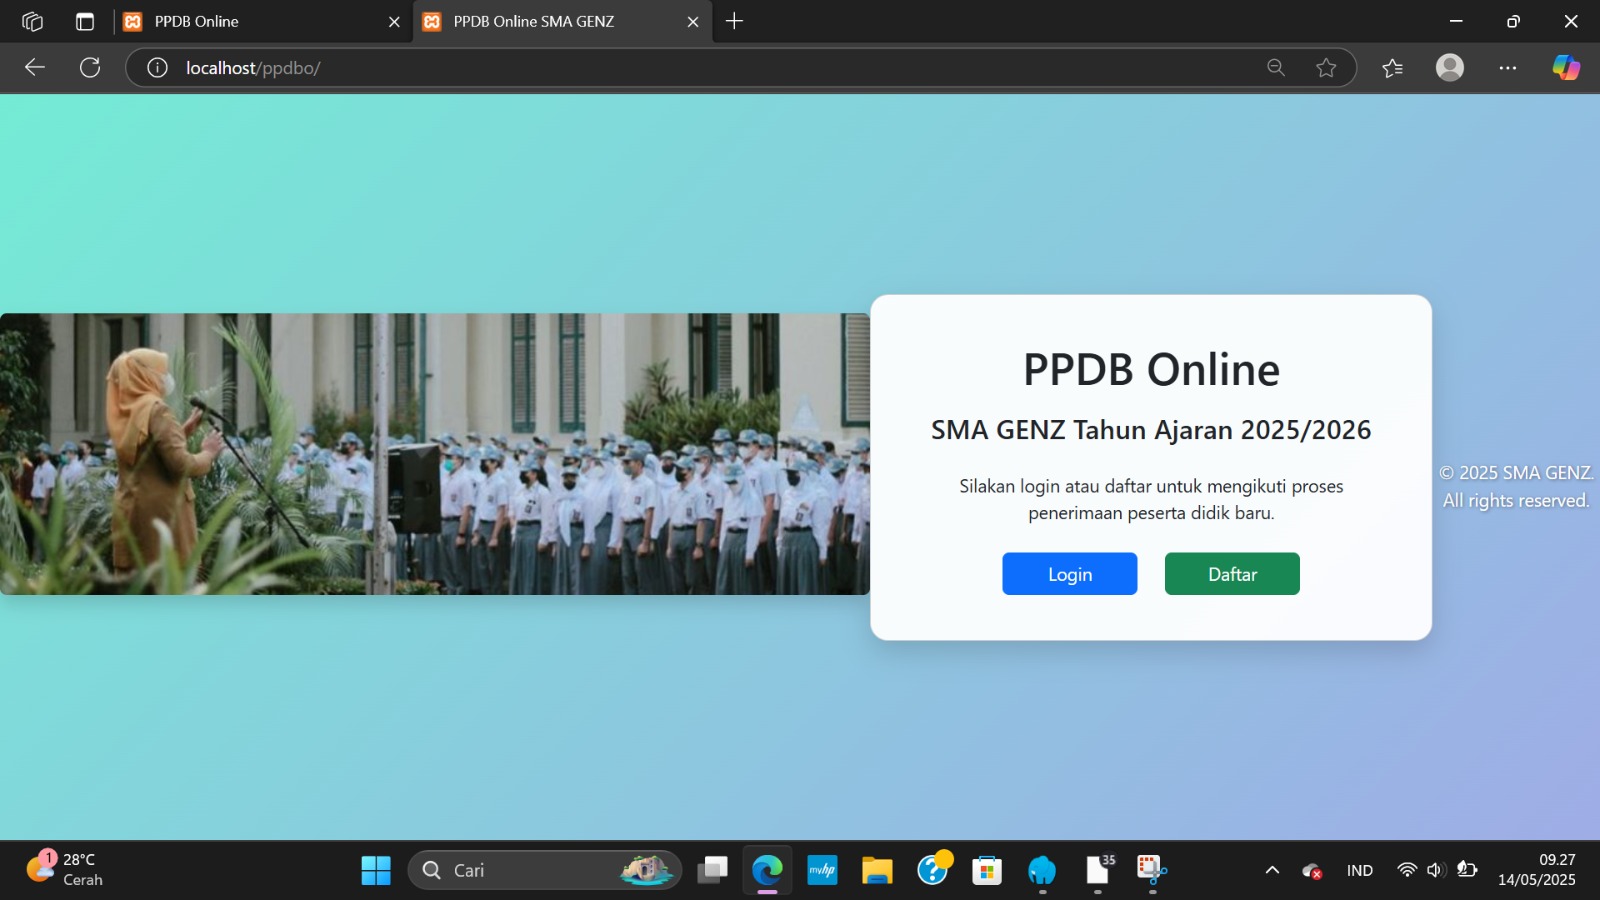 PPDB Online
PPDB Online SMA GENZ
localhost/ppdbo/
PPDB Online
SMA GENZ Tahun Ajaran 2025/2026
Silakan login atau daftar untuk mengikuti proses
penerimaan peserta didik baru.
Login
Daftar
© 2025 SMA GENZ.
All rights reserved.
1
28°C
Cerah
Cari
myhp
35
IND
09.27
14/05/2025